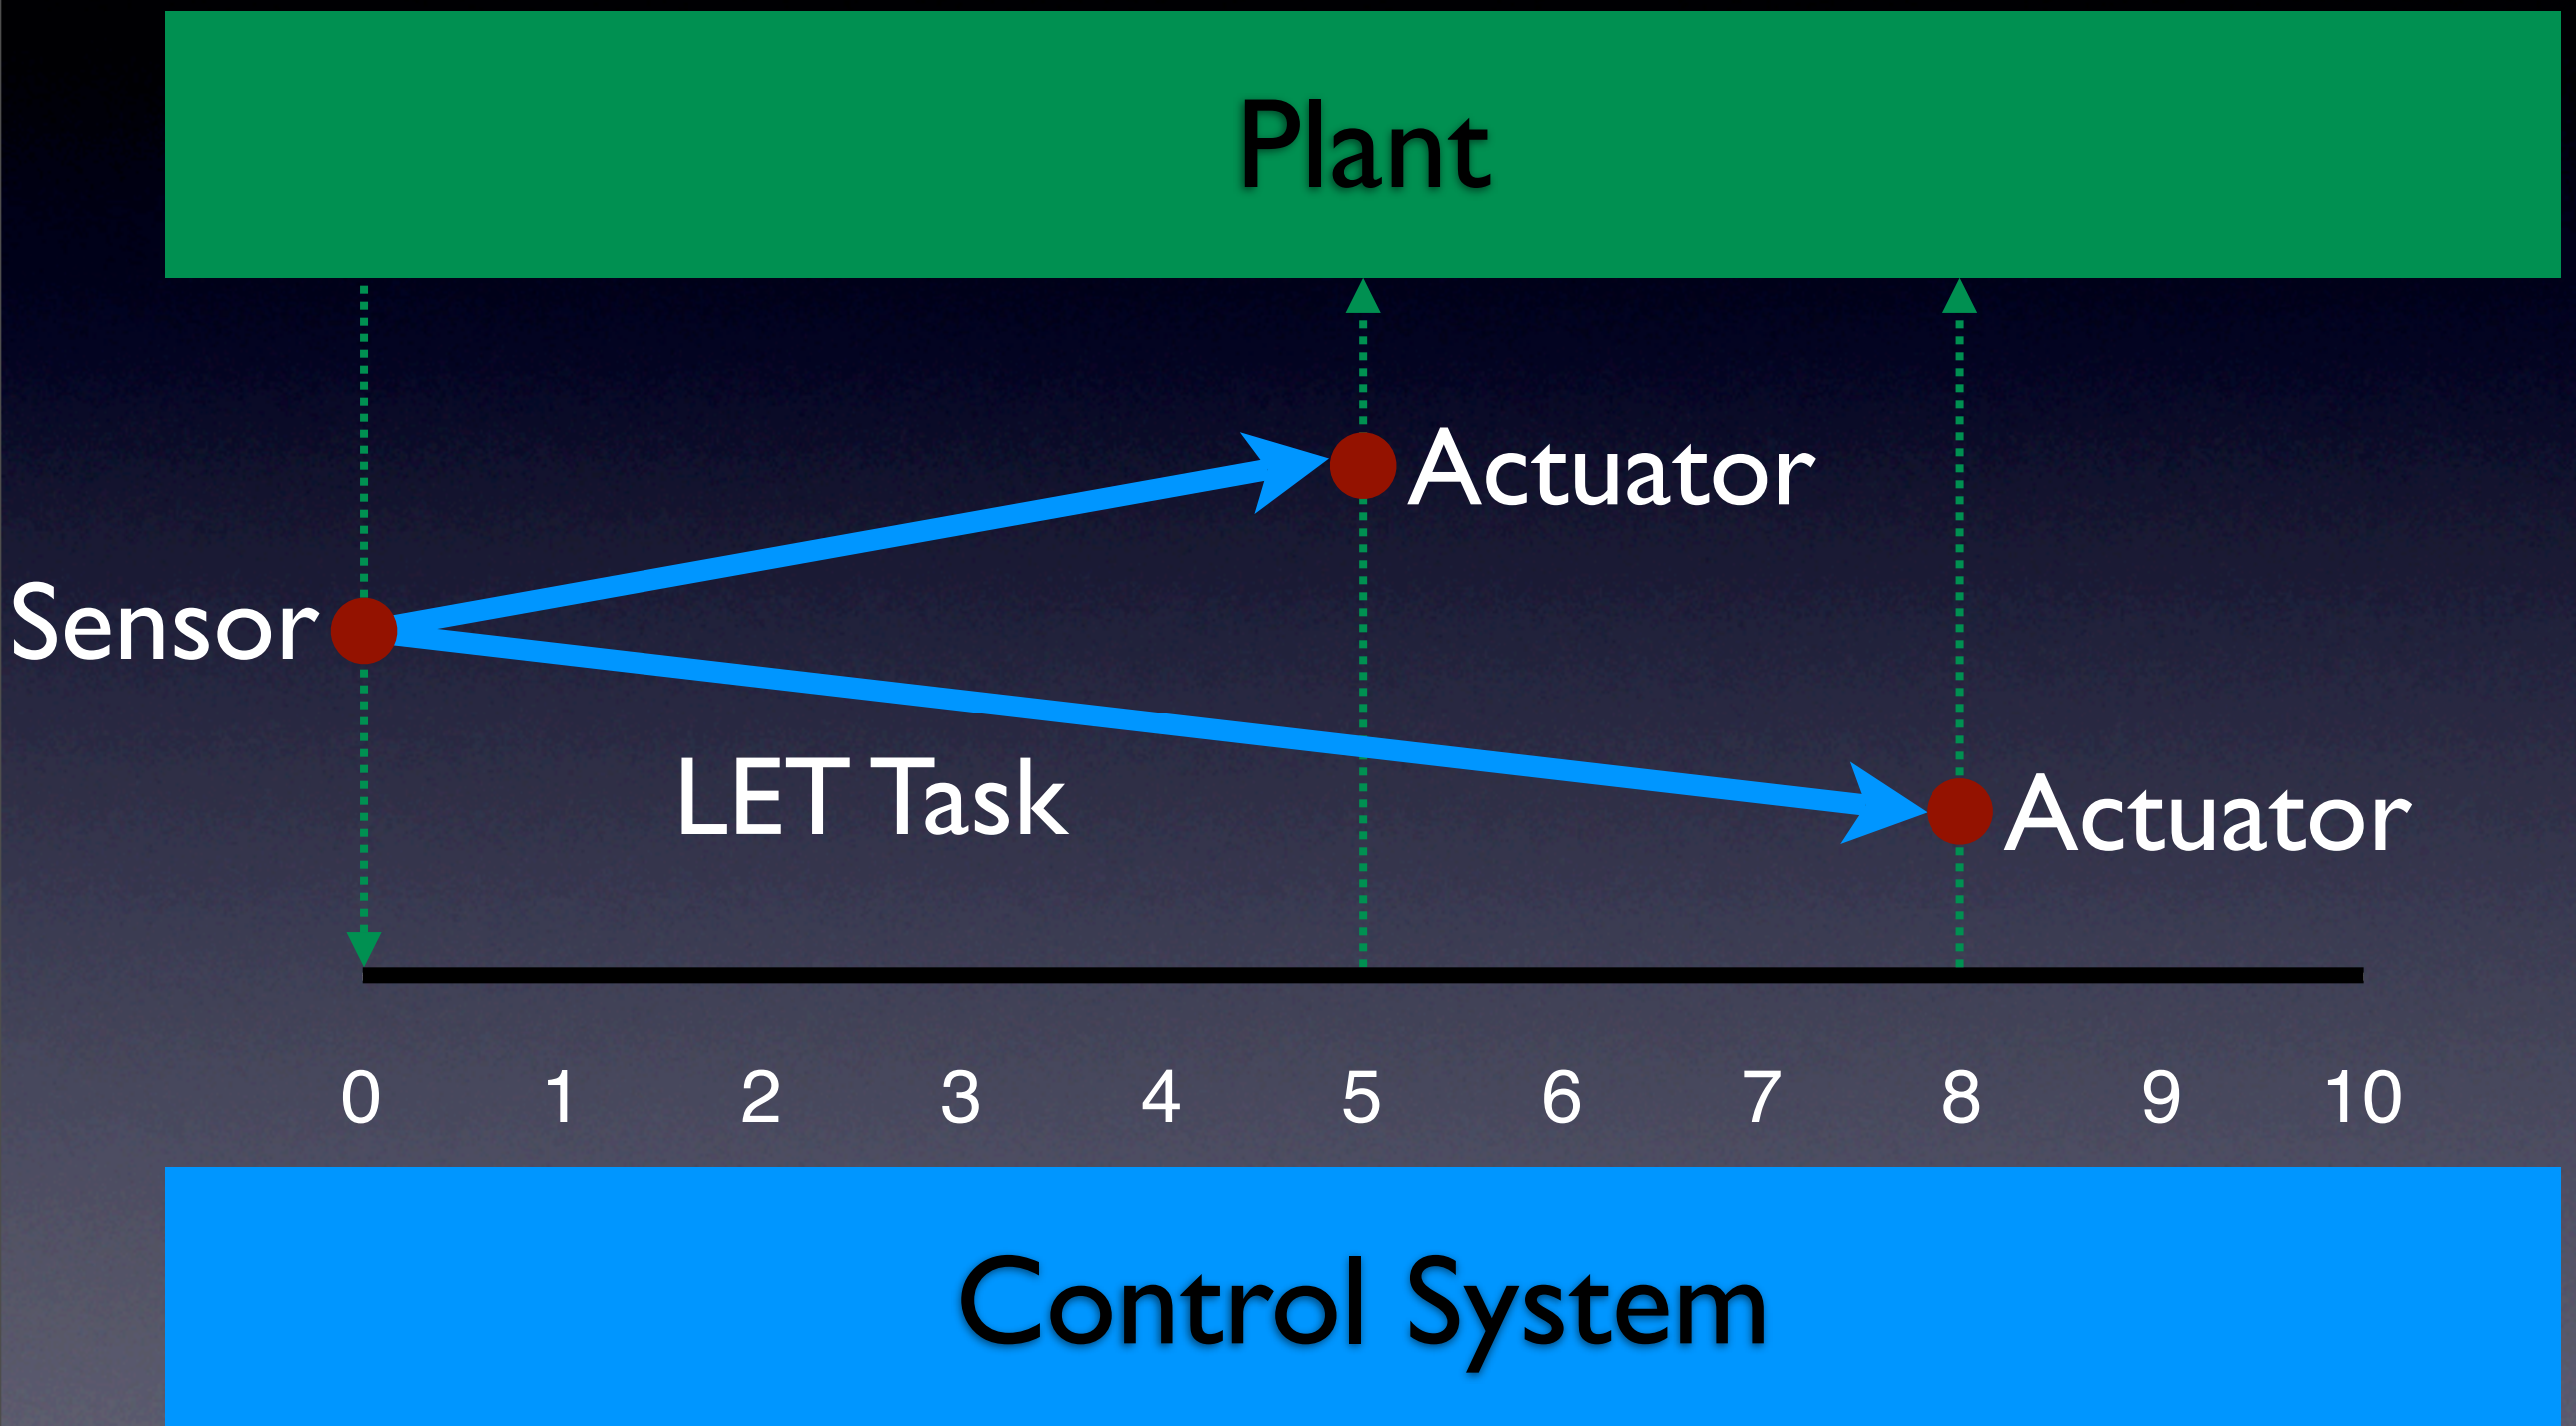 Plant
Actuator
Sensor
LET Task
Actuator
0 1 2 3 4 5 6 7 8 9 10
Control System